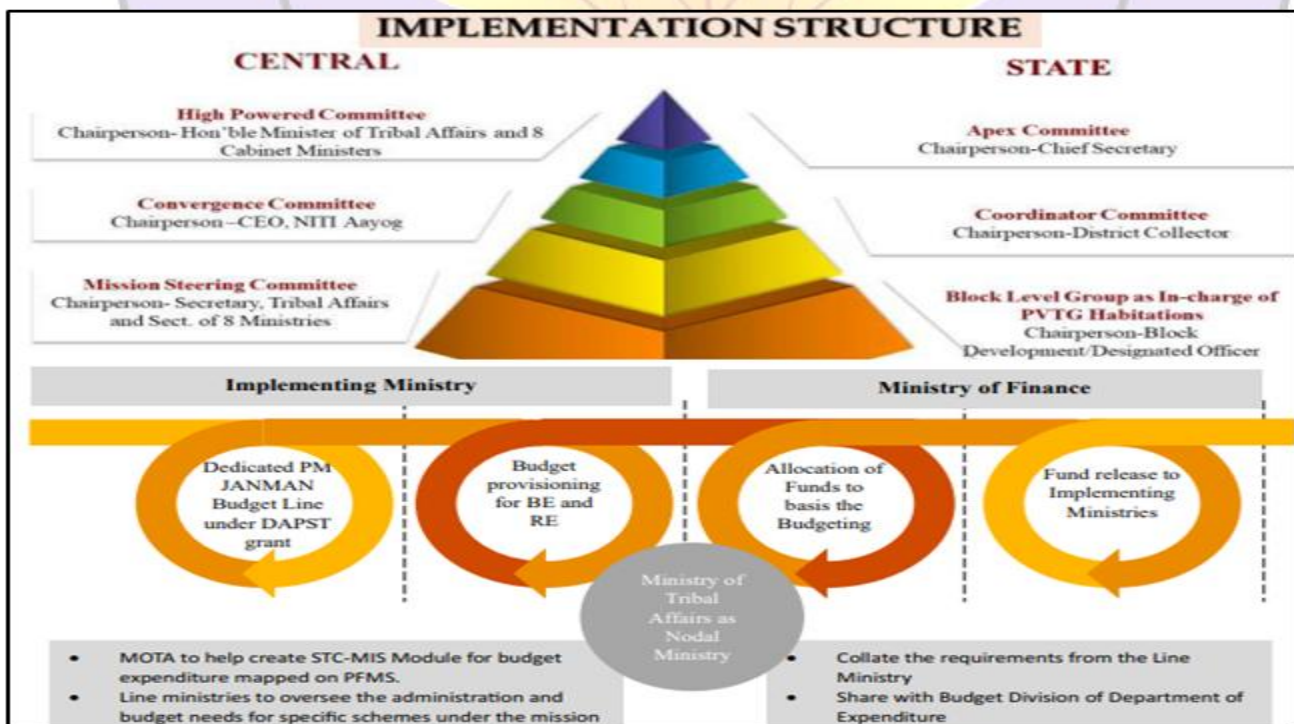 IMPLEMENTATION STRUCTURE
CENTRAL
High Powered Committee
Chairperson- Hon'ble Minister of Tribal Affairs and 8
Cabinet Ministers
Convergence Committee
Chairperson –CEO, NITI Aayog
Mission Steering Committee
Chairperson- Secretary, Tribal Affairs
and Sect. of 8 Ministries
STATE
Apex Committee
Chairperson-Chief Secretary
Coordinator Committee
Chairperson-District Collector
Block Level Group as In-charge of
PVTG Habitations
Chairperson-Block
Development/Designated Officer
Implementing Ministry
Ministry of Finance
Dedicated PM
JANMAN
Budget Line
under DAPST
grant
Budget
provisioning
for BE and
RE
Allocation of
Funds to
basis the
Budgeting
Fund release to
Implementing
Ministries
Ministry of
Tribal
Affairs as
Nodal
Ministry
• MOTA to help create STC-MIS Module for budget
expenditure mapped on PFMS.
• Line ministries to oversee the administration and
budget needs for specific schemes under the mission
• Collate the requirements from the Line
Ministry
• Share with Budget Division of Department of
Expenditure